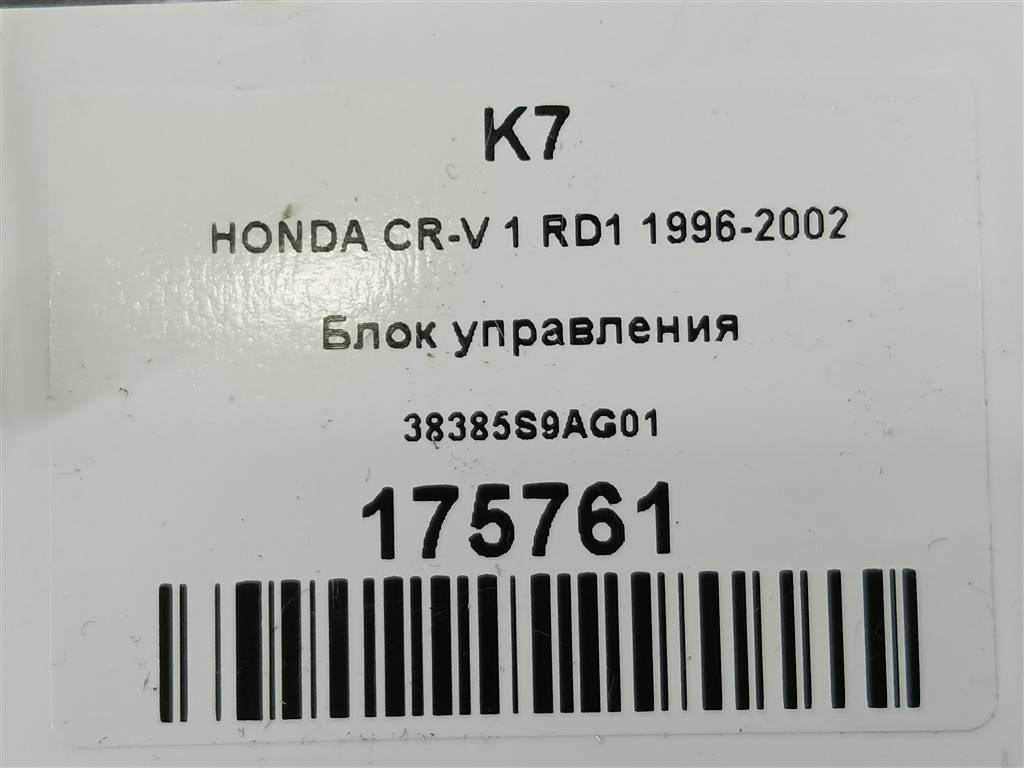 K7
HONDA CR-V 1 RD1 1996-2002
Блок управления
38385S9AG01
175761